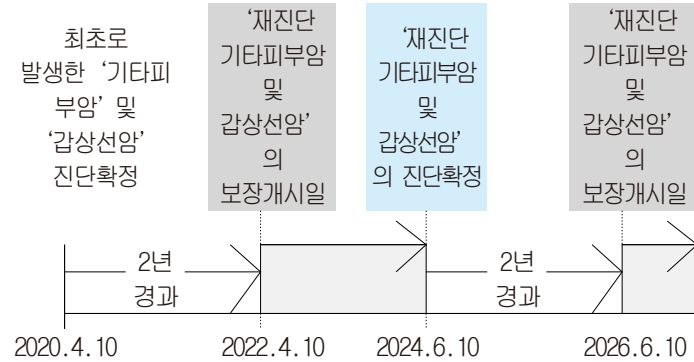 최초로
발생한 ‘기타피
부암’ 및
‘갑상선암’
진단확정
‘재진단
기타피부암
및
갑상선암’
의
보장개시일
‘재진단
기타피부암
및
갑상선암’
의 진단확정
‘재진단
기타피부암
및
갑상선암’
의
보장개시일
2년
경과
2년
경과
2020.4.10
2022.4.10
2024.6.10
2026.6.10